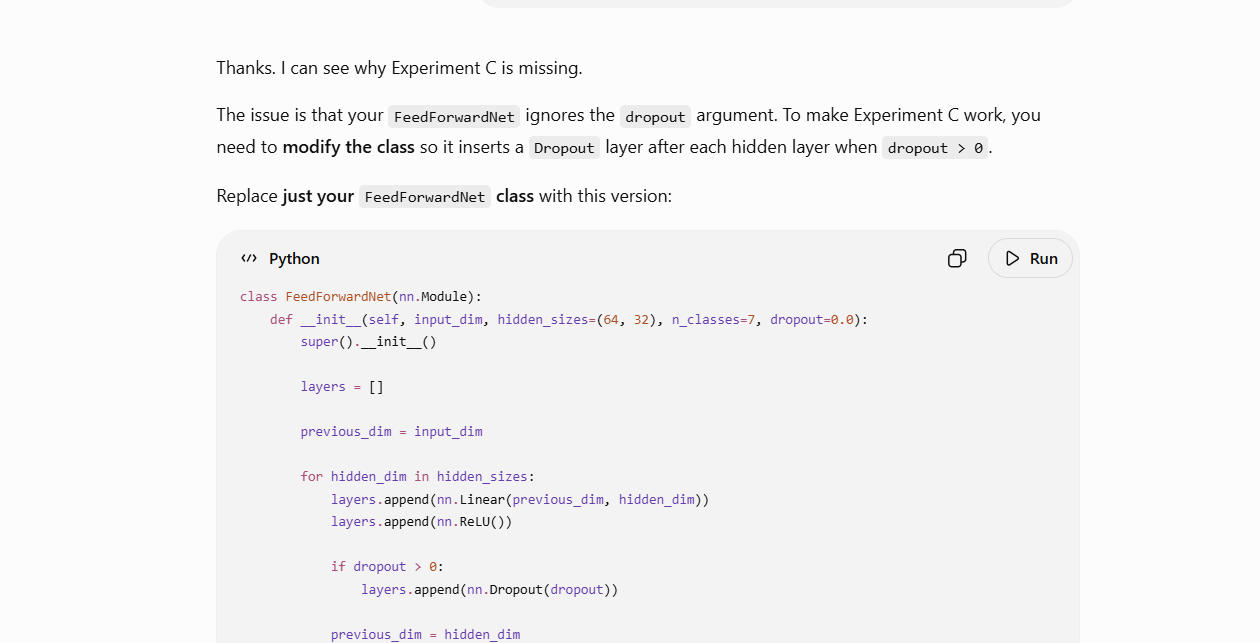 Thanks. I can see why Experiment C is missing.
The issue is that your FeedForwardNet ignores the dropout argument. To make Experiment C work, you
need to modify the class so it inserts a Dropout layer after each hidden layer when dropout > 0.
Replace just your FeedForwardNet class with this version:
Python
Run
class FeedForwardNet(nn.Module):
    def __init__(self, input_dim, hidden_sizes=(64, 32), n_classes=7, dropout=0.0):
        super().__init__()
        layers = []
        previous_dim = input_dim
        for hidden_dim in hidden_sizes:
            layers.append(nn.Linear(previous_dim, hidden_dim))
            layers.append(nn.ReLU())
            if dropout > 0:
                layers.append(nn.Dropout(dropout))
            previous_dim = hidden_dim